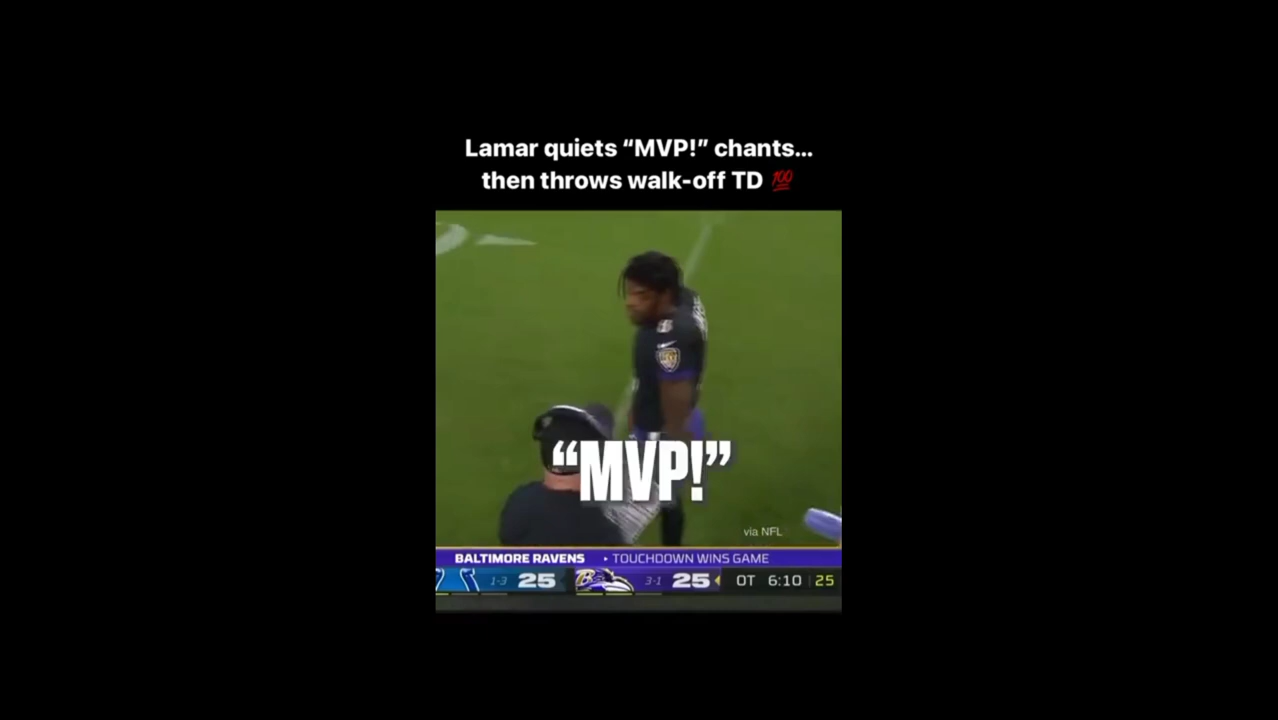 Lamar quiets “MVP!” chants...
then throws walk-off TD 💯
“MVP!”
via NFL
BALTIMORE RAVENS • TOUCHDOWN WINS GAME
1-3 25 3-1 25 OT 6:10 25